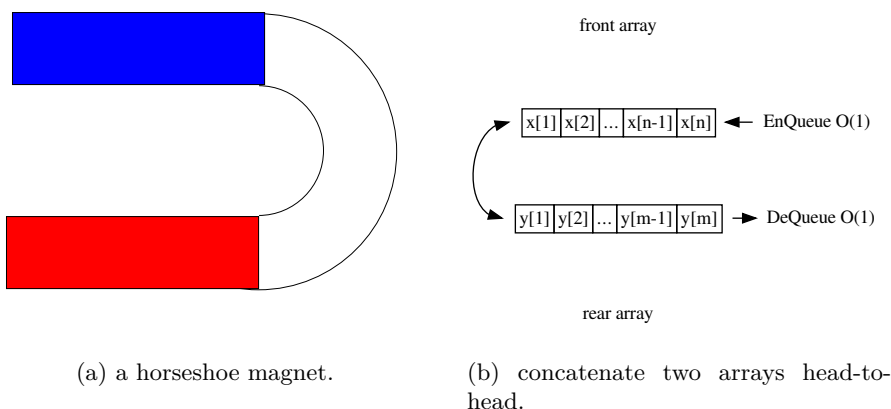 front array
x[1] x[2] ... x[n-1] x[n] EnQueue O(1)
y[1] y[2] ... y[m-1] y[m] DeQueue O(1)
rear array
(a) a horseshoe magnet.
(b) concatenate two arrays head-to-
head.